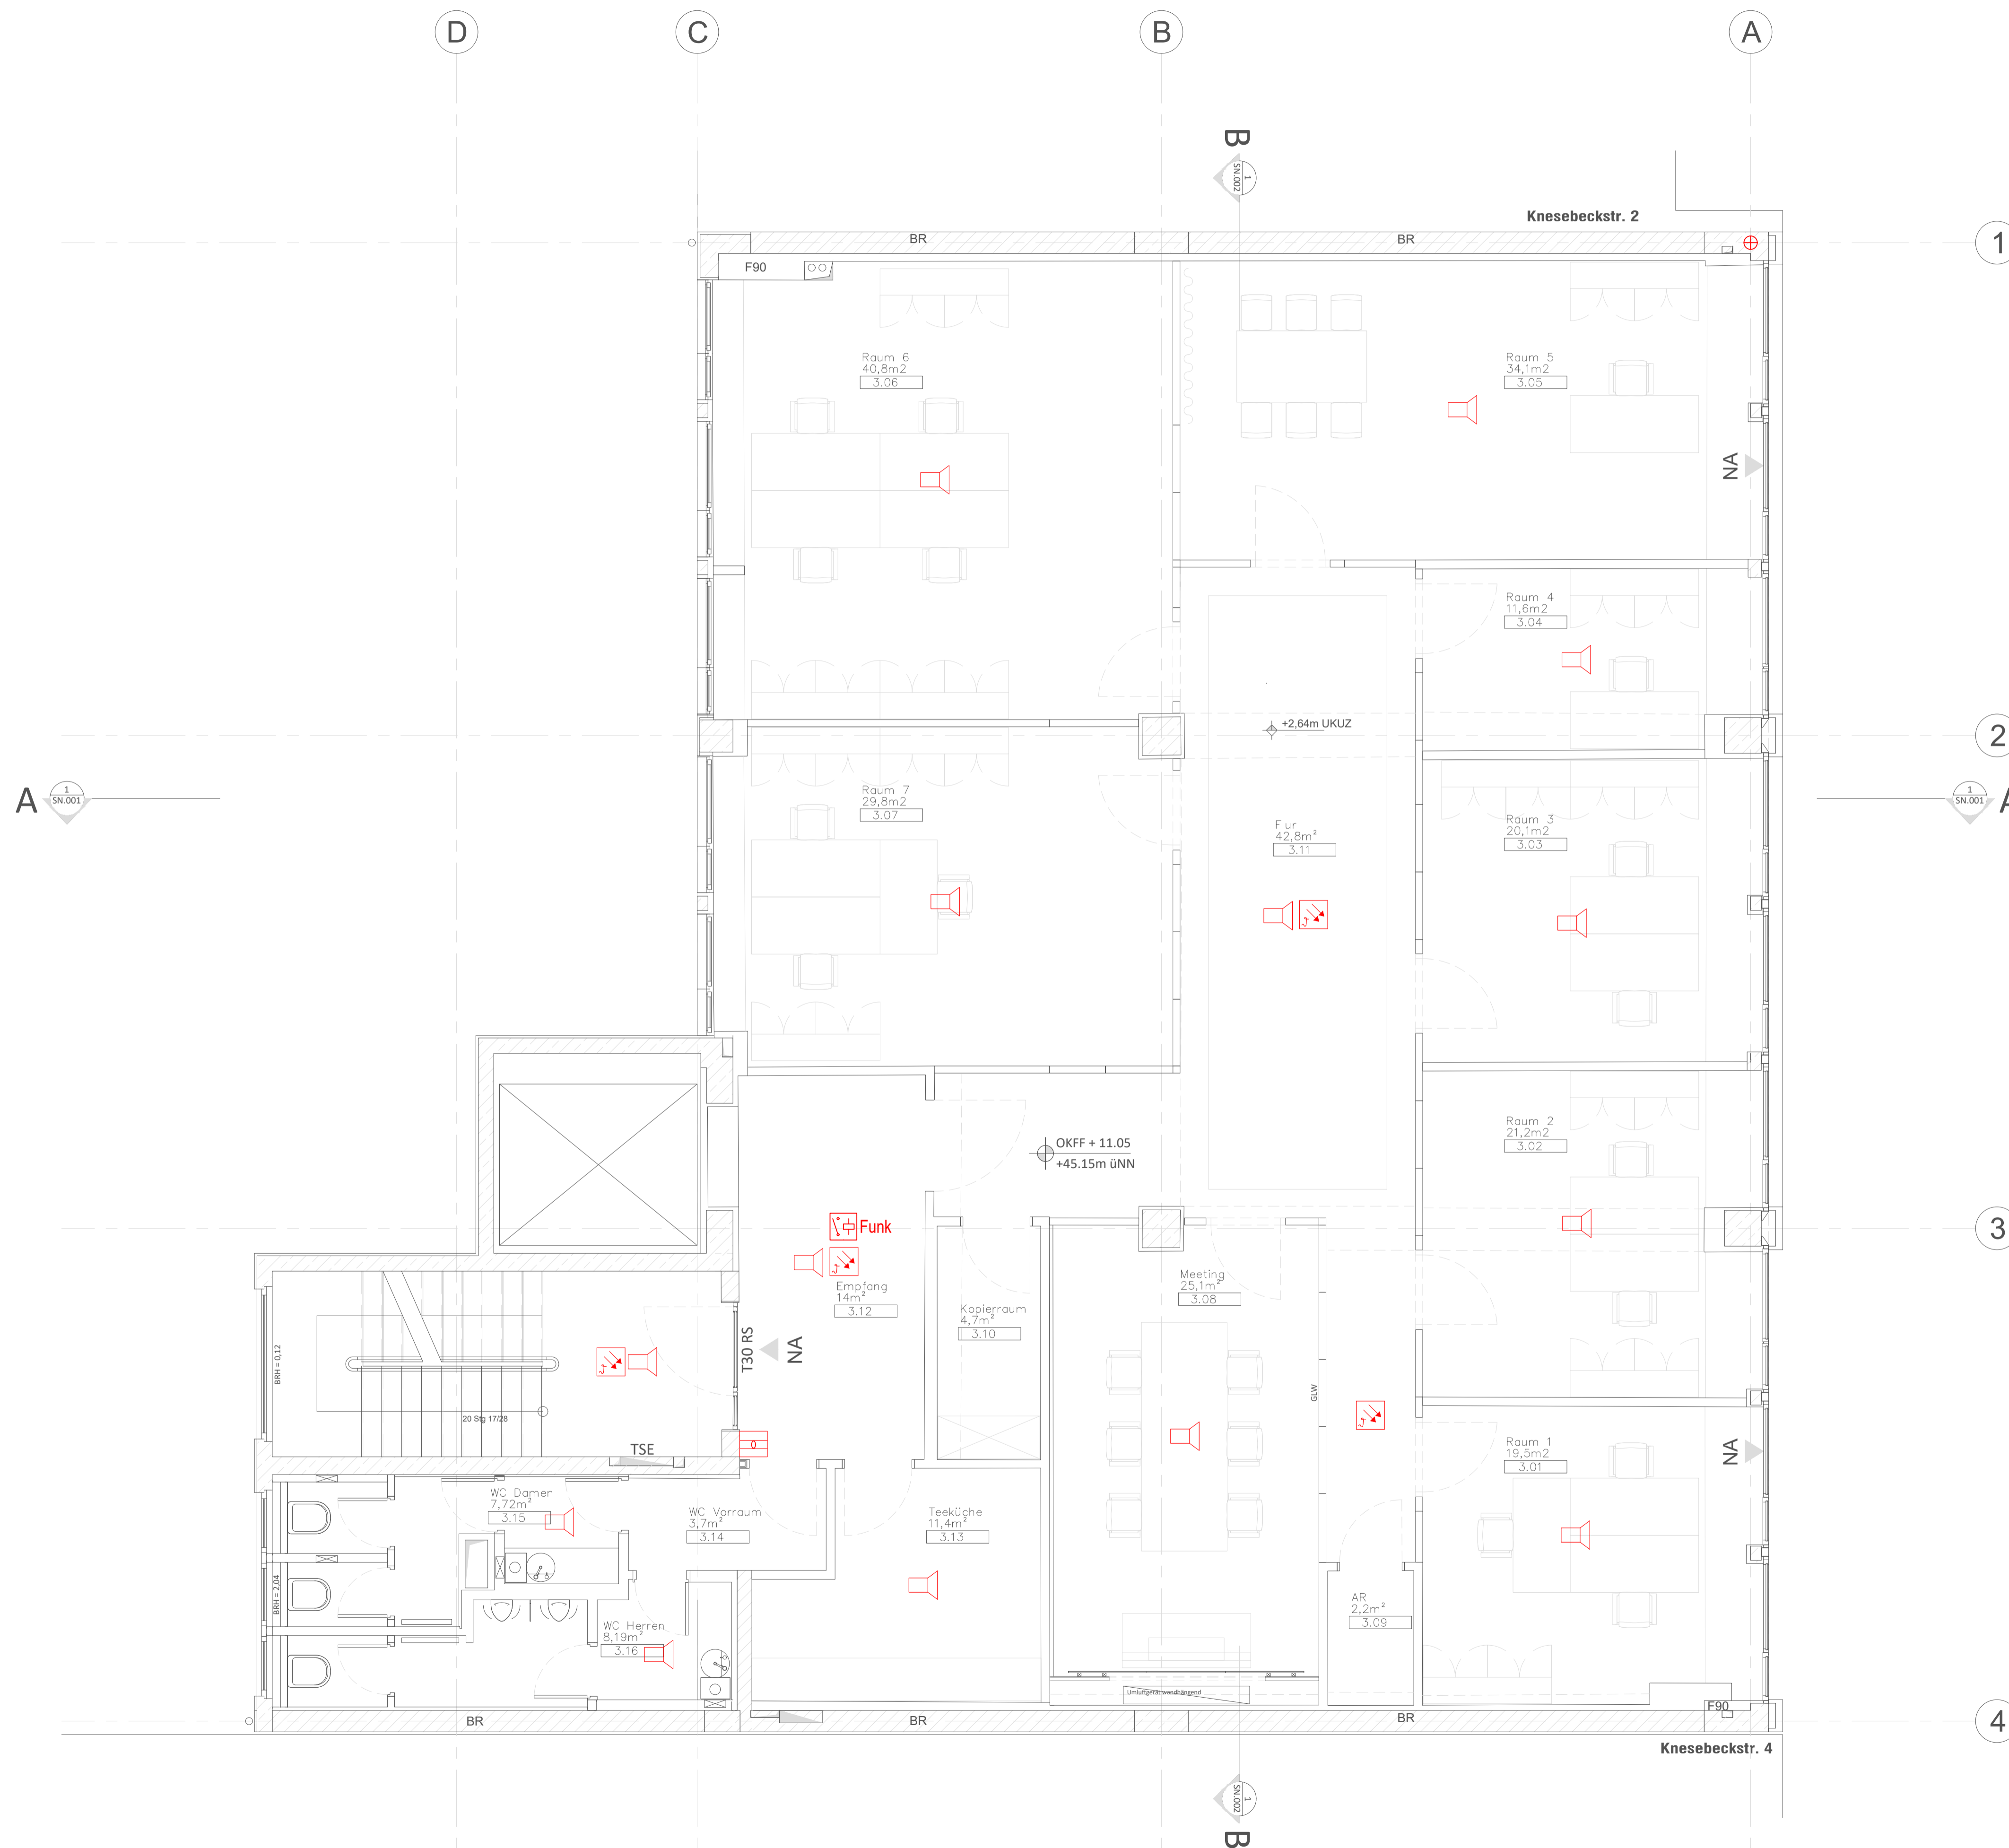 D
C
B
A
B
1
SN.002
Knesebeckstr. 2
BR
BR
1
F90
Raum 6
40,8m2
3.06
Raum 5
34,1m2
3.05
NA
Raum 4
11,6m2
3.04
+2,64m UKUZ
2
A
1
SN.001
Raum 7
29,8m2
3.07
Flur
42,8m²
3.11
Raum 3
20,1m2
3.03
1
SN.001
A
OKFF + 11.05
+45.15m üNN
Raum 2
21,2m2
3.02
Funk
3
Empfang
14m²
3.12
Kopierraum
4,7m²
3.10
Meeting
25,1m²
3.08
T30 RS
NA
BRH = 0,12
20 Stg 17/28
GLW
TSE
0
Raum 1
19,5m2
3.01
NA
WC Damen
7,72m²
3.15
WC Vorraum
3,7m²
3.14
Teeküche
11,4m²
3.13
BRH = 2,04
WC Herren
8,19m²
3.16
AR
2,2m²
3.09
Umluftgerät wandhängend
F90
BR
BR
BR
4
Knesebeckstr. 4
1
SN.002
B